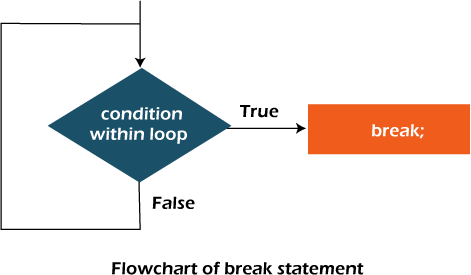 condition
within loop
True
break;
False
Flowchart of break statement